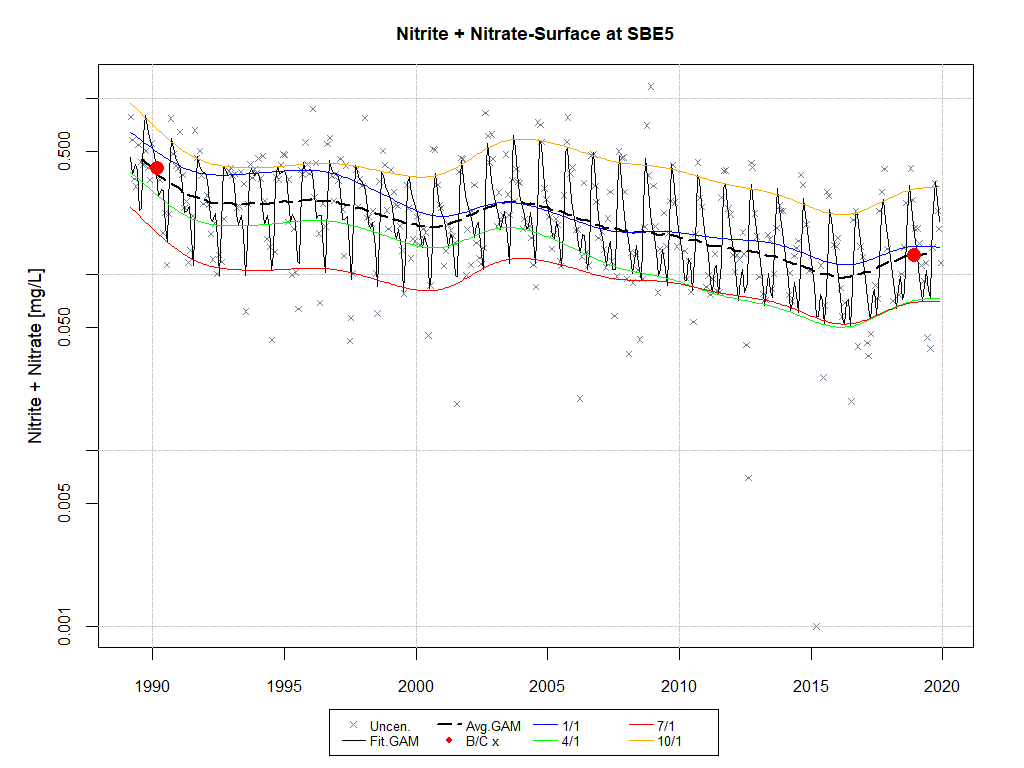 Nitrite + Nitrate-Surface at SBE5
Nitrite + Nitrate [mg/L]
0.500
0.050
0.005
0.001
1990 1995 2000 2005 2010 2015 2020
Uncen. Avg.GAM 1/1 7/1
Fit.GAM B/C x 4/1 10/1